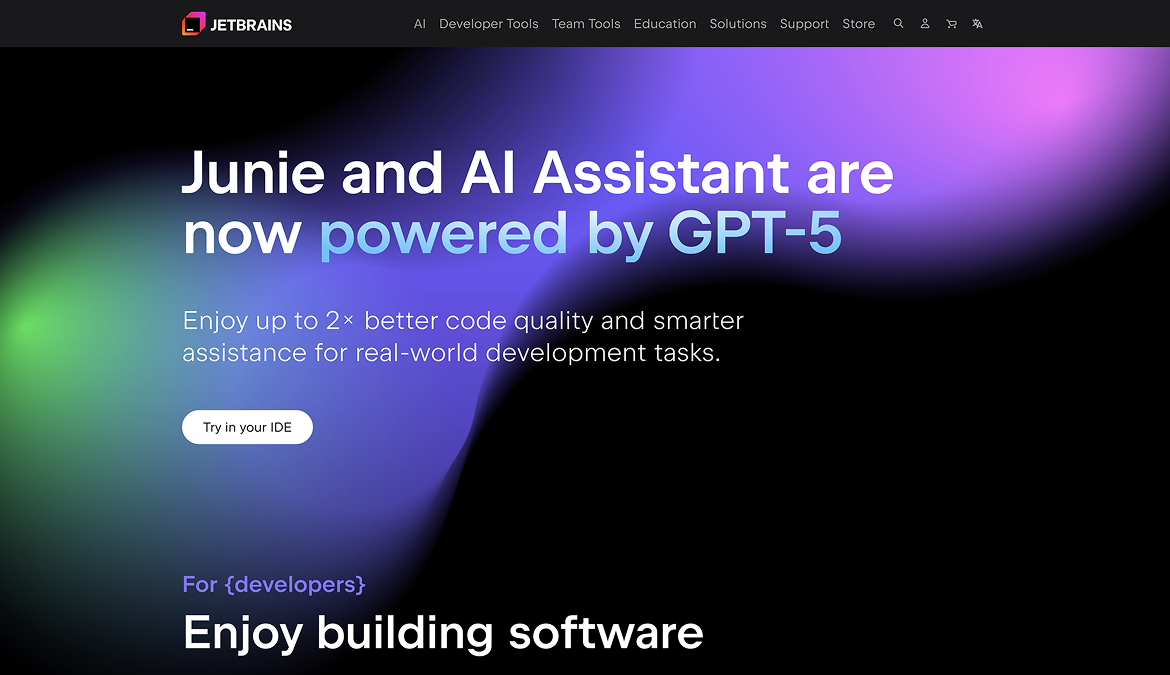 JETBRAINS
AI Developer Tools Team Tools Education Solutions Support Store
Junie and AI Assistant are
now powered by GPT-5
Enjoy up to 2× better code quality and smarter
assistance for real-world development tasks.
Try in your IDE
For {developers}
Enjoy building software